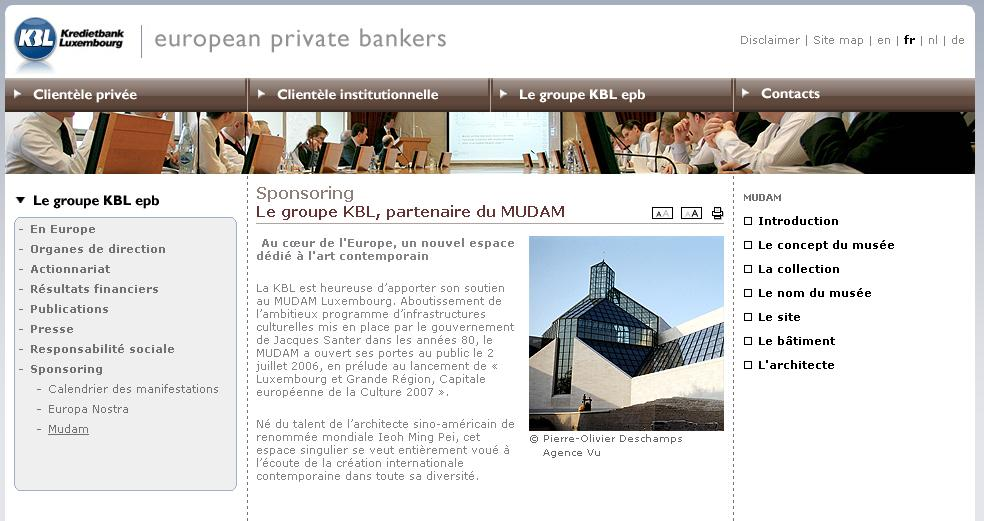 KBL Kredietbank
Luxembourg
european private bankers
Disclaimer | Site map | en | fr | nl | de
Clientèle privée
Clientèle institutionnelle
Le groupe KBL epb
Contacts
Le groupe KBL epb
- En Europe
- Organes de direction
- Actionnariat
- Résultats financiers
- Publications
- Presse
- Responsabilité sociale
- Sponsoring
- Calendrier des manifestations
- Europa Nostra
- Mudam
Sponsoring
Le groupe KBL, partenaire du MUDAM
AA
AA
Au cœur de l'Europe, un nouvel espace
dédié à l'art contemporain
La KBL est heureuse d’apporter son soutien
au MUDAM Luxembourg. Aboutissement de
l’ambitieux programme d’infrastructures
culturelles mis en place par le gouvernement
de Jacques Santer dans les années 80, le
MUDAM a ouvert ses portes au public le 2
juillet 2006, en prélude au lancement de «
Luxembourg et Grande Région, Capitale
européenne de la Culture 2007 ».
Né du talent de l’architecte sino-américain de
renommée mondiale Ieoh Ming Pei, cet
espace singulier se veut entièrement voué à
l’écoute de la création internationale
contemporaine dans toute sa diversité.
© Pierre-Olivier Deschamps
Agence Vu
MUDAM
Introduction
Le concept du musée
La collection
Le nom du musée
Le site
Le bâtiment
L'architecte